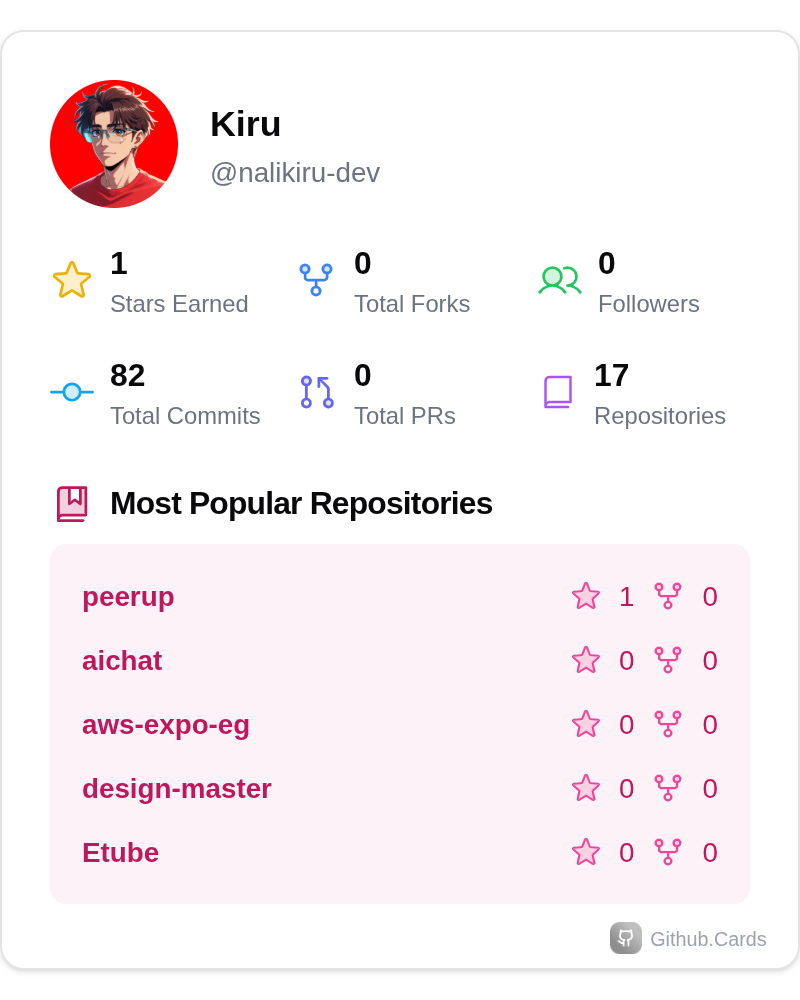 Kiru
@nalikiru-dev
1
Stars Earned
0
Total Forks
0
Followers
82
Total Commits
0
Total PRs
17
Repositories
Most Popular Repositories
peerup 1 0
aichat 0 0
aws-expo-eg 0 0
design-master 0 0
Etube 0 0
Github.Cards